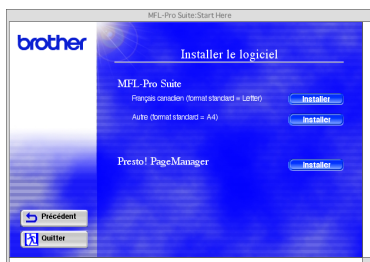 MFL-Pro Suite:Start Here
brother
Installer le logiciel
MFL-Pro Suite
Français canadien (format standard = Letter)
Installer
Autre (format standard = A4)
Installer
Presto! PageManager
Installer
Précédent
Quitter